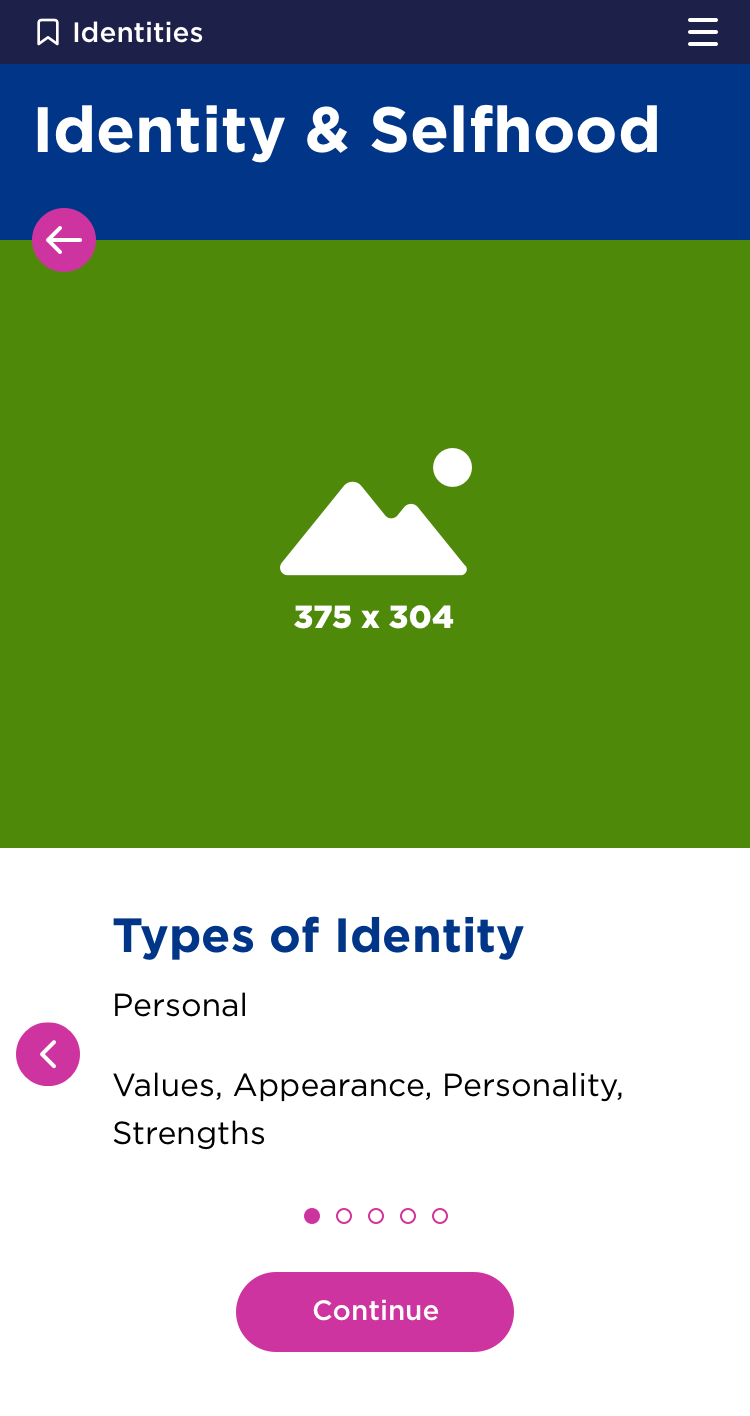 Identities
Identity & Selfhood
375 x 304
Types of Identity
Personal
Values, Appearance, Personality,
Strengths
Continue